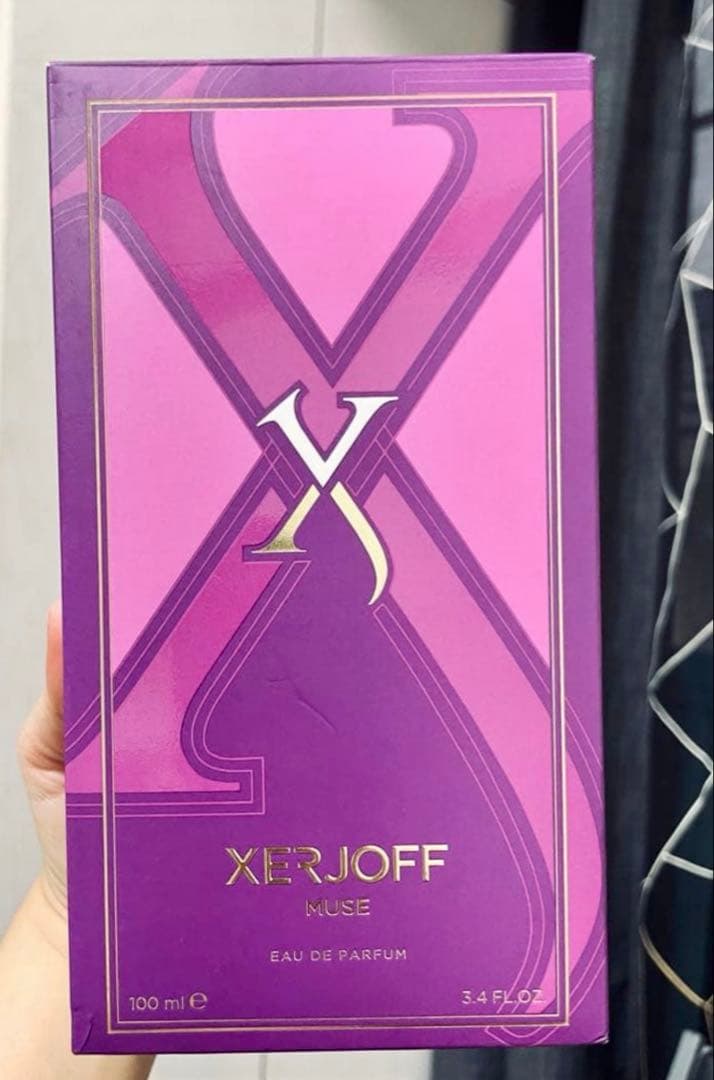 X
XERJOFF
MUSE
EAU DE PARFUM
100 ml ℮
3.4 FL.OZ.